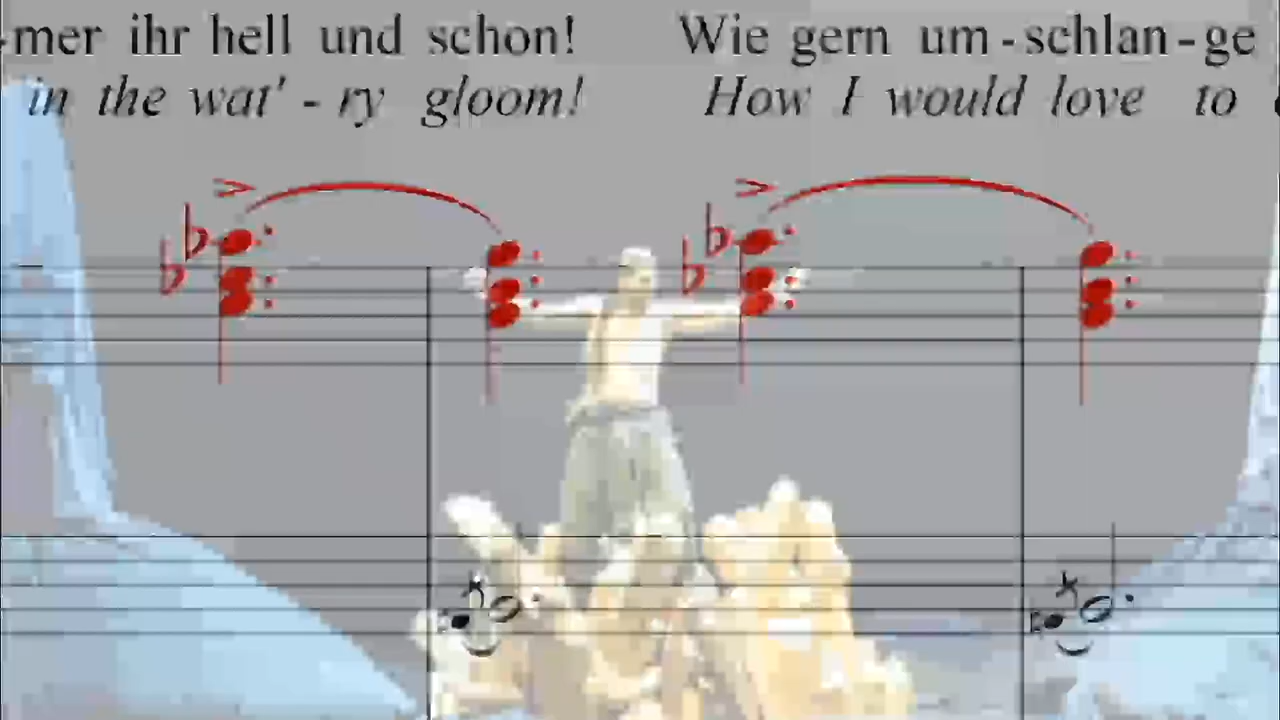 -mer ihr hell und schon! Wie gern um-schlan-ge
in the wat'-ry gloom! How I would love to